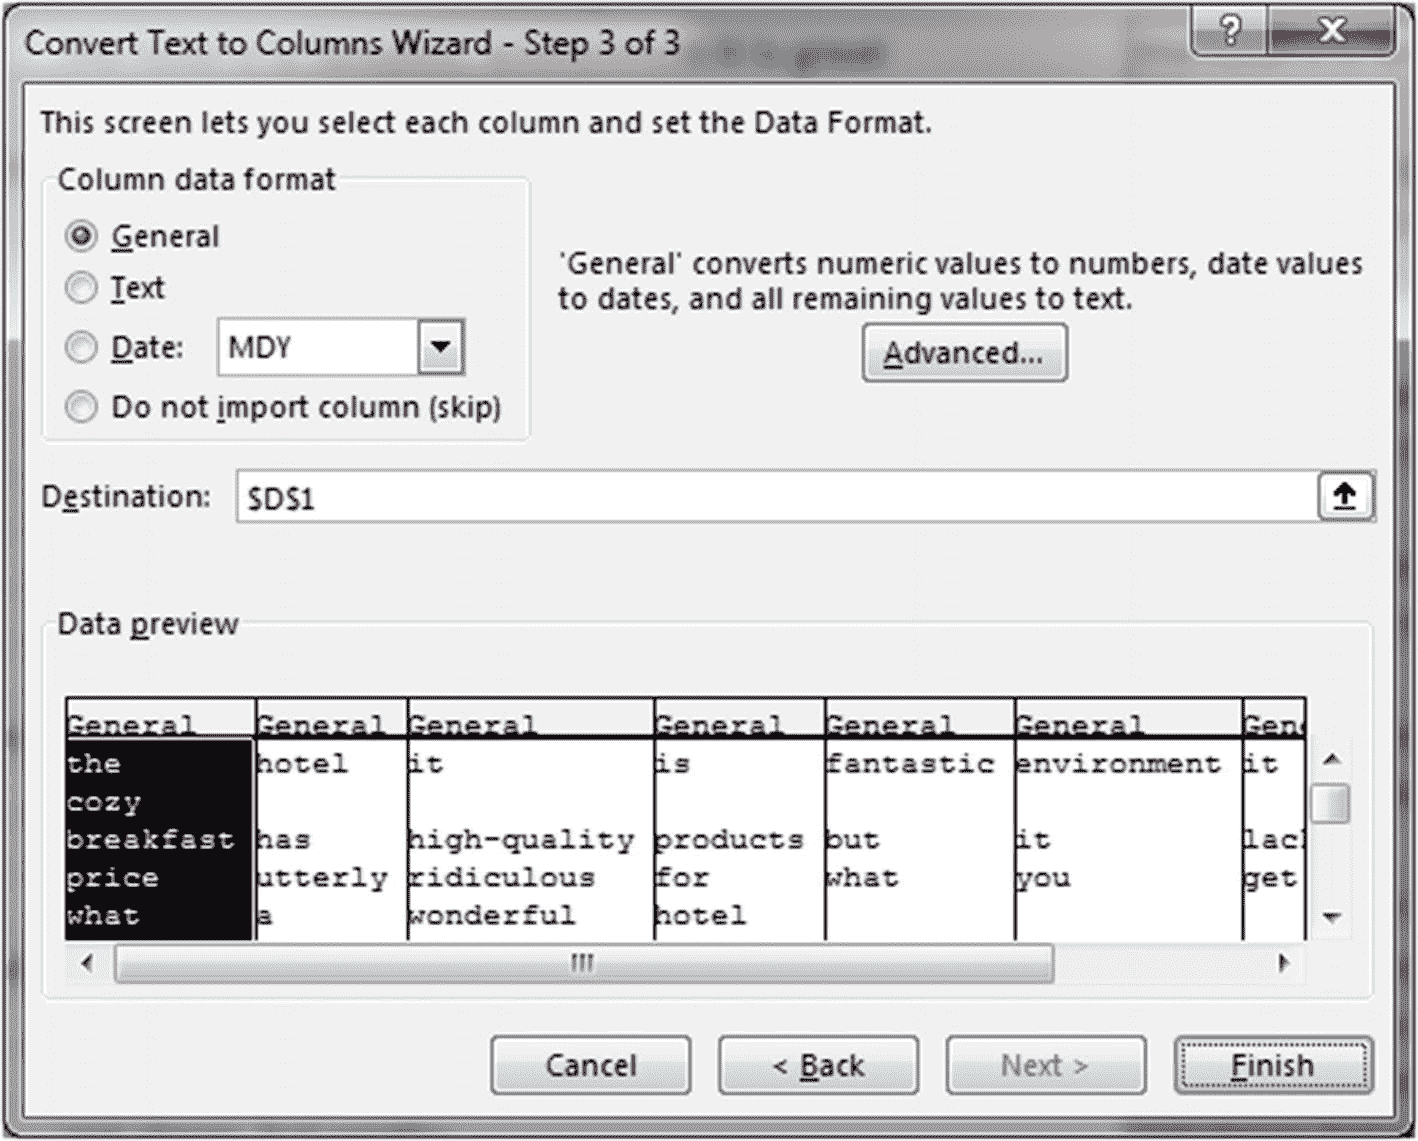 Convert Text to Columns Wizard - Step 3 of 3
This screen lets you select each column and set the Data Format.
Column data format
General
Text
Date: MDY
Do not import column (skip)
'General' converts numeric values to numbers, date values
to dates, and all remaining values to text.
Advanced...
Destination: $D$1
Data preview
General General General General General General Gene
the hotel it is fantastic environment it
cozy
breakfast has high-quality products but it lac
price utterly ridiculous for what you get
what a wonderful hotel
Cancel < Back Next > Finish